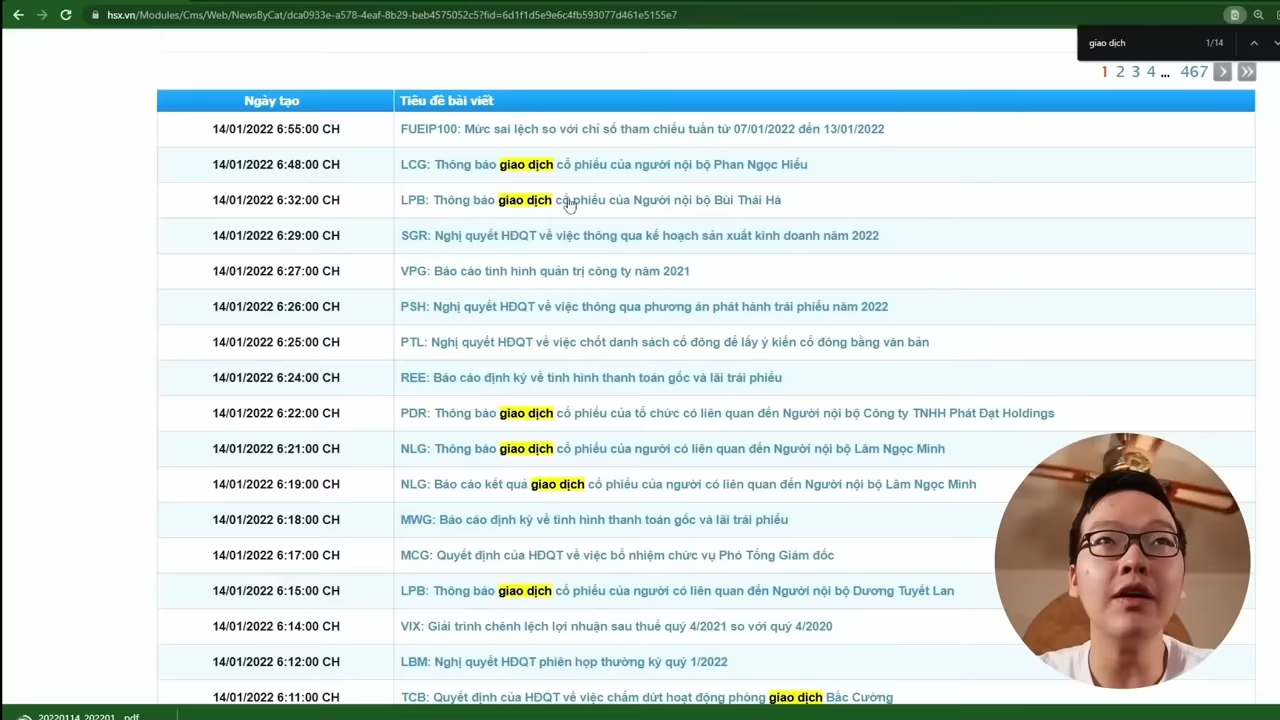 hsx.vn/Modules/Cms/Web/NewsByCat/dca0933e-a578-4eaf-8b29-beb4575052c5?fid=6d1f1d5e9e6c4fb593077d461e5155e7
giao dịch 1/14
1 2 3 4 ... 467
Ngày tạo Tiêu đề bài viết
14/01/2022 6:55:00 CH FUEIP100: Mức sai lệch so với chỉ số tham chiếu tuần từ 07/01/2022 đến 13/01/2022
14/01/2022 6:48:00 CH LCG: Thông báo giao dịch cổ phiếu của người nội bộ Phan Ngọc Hiếu
14/01/2022 6:32:00 CH LPB: Thông báo giao dịch cổ phiếu của Người nội bộ Bùi Thái Hà
14/01/2022 6:29:00 CH SGR: Nghị quyết HĐQT về việc thông qua kế hoạch sản xuất kinh doanh năm 2022
14/01/2022 6:27:00 CH VPG: Báo cáo tình hình quản trị công ty năm 2021
14/01/2022 6:26:00 CH PSH: Nghị quyết HĐQT về việc thông qua phương án phát hành trái phiếu năm 2022
14/01/2022 6:25:00 CH PTL: Nghị quyết HĐQT về việc chốt danh sách cổ đông để lấy ý kiến cổ đông bằng văn bản
14/01/2022 6:24:00 CH REE: Báo cáo định kỳ về tình hình thanh toán gốc và lãi trái phiếu
14/01/2022 6:22:00 CH PDR: Thông báo giao dịch cổ phiếu của tổ chức có liên quan đến Người nội bộ Công ty TNHH Phát Đạt Holdings
14/01/2022 6:21:00 CH NLG: Thông báo giao dịch cổ phiếu của người có liên quan đến Người nội bộ Lâm Ngọc Minh
14/01/2022 6:19:00 CH NLG: Báo cáo kết quả giao dịch cổ phiếu của người có liên quan đến Người nội bộ Lâm Ngọc Minh
14/01/2022 6:18:00 CH MWG: Báo cáo định kỳ về tình hình thanh toán gốc và lãi trái phiếu
14/01/2022 6:17:00 CH MCG: Quyết định của HĐQT về việc bổ nhiệm chức vụ Phó Tổng Giám đốc
14/01/2022 6:15:00 CH LPB: Thông báo giao dịch cổ phiếu của người có liên quan đến Người nội bộ Dương Tuyết Lan
14/01/2022 6:14:00 CH VIX: Giải trình chênh lệch lợi nhuận sau thuế quý 4/2021 so với quý 4/2020
14/01/2022 6:12:00 CH LBM: Nghị quyết HĐQT phiên họp thường kỳ quý 1/2022
14/01/2022 6:11:00 CH TCB: Quyết định của HĐQT về việc chấm dứt hoạt động phòng giao dịch Bắc Cường